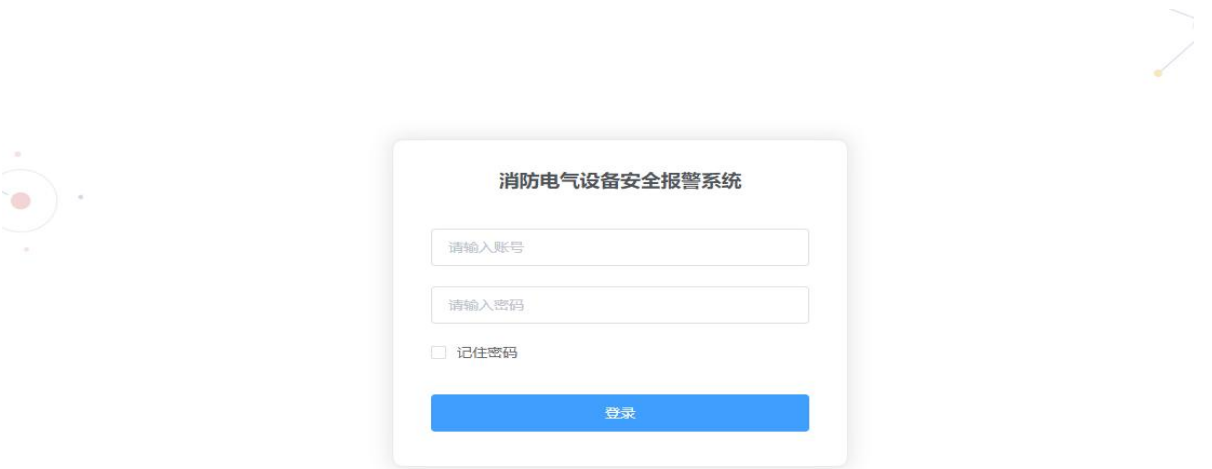 消防电气设备安全报警系统
请输入账号
请输入密码
记住密码
登录